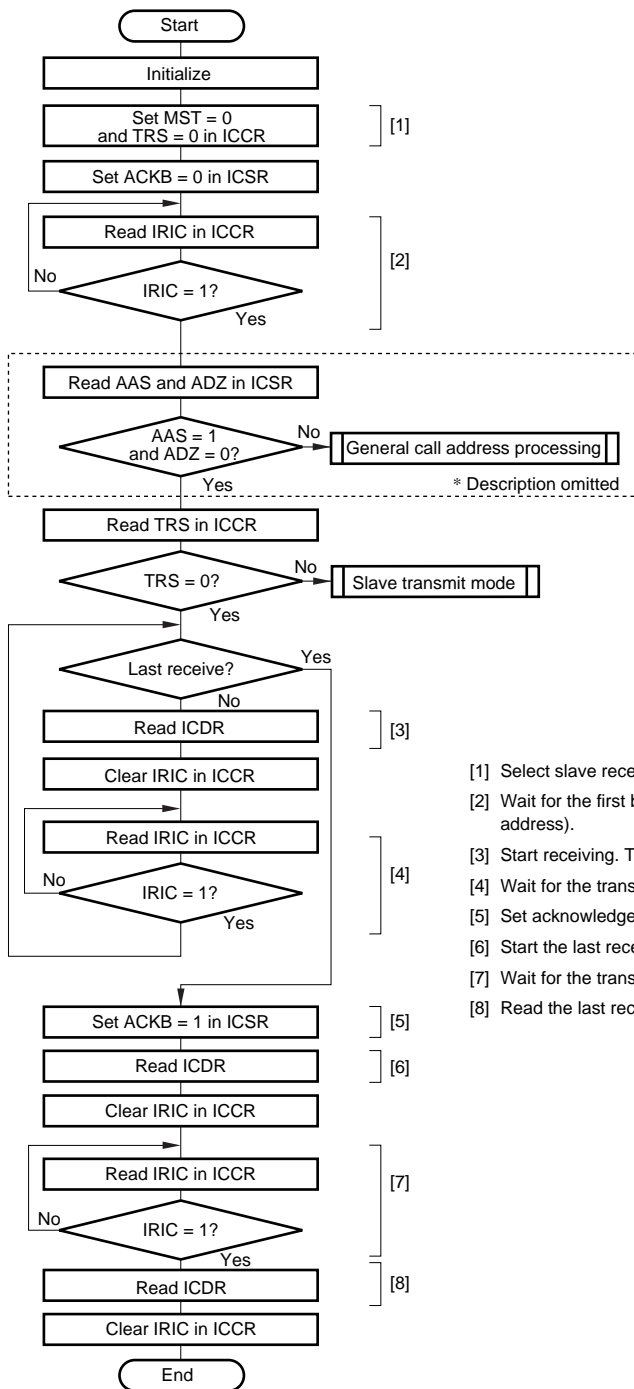 Start
Initialize
Set MST = 0
and TRS = 0 in ICCR
[1]
Set ACKB = 0 in ICSR
Read IRIC in ICCR
[2]
No
IRIC = 1?
Yes
Read AAS and ADZ in ICSR
AAS = 1
and ADZ = 0?
No
General call address processing
Yes
* Description omitted
Read TRS in ICCR
TRS = 0?
No
Slave transmit mode
Yes
Last receive?
Yes
No
Read ICDR
[3]
Clear IRIC in ICCR
Read IRIC in ICCR
[4]
No
IRIC = 1?
Yes
Set ACKB = 1 in ICSR
[5]
Read ICDR
[6]
Clear IRIC in ICCR
Read IRIC in ICCR
[7]
No
IRIC = 1?
Yes
Read ICDR
[8]
Clear IRIC in ICCR
End
[1] Select slave rece
[2] Wait for the first b
address).
[3] Start receiving. T
[4] Wait for the trans
[5] Set acknowledge
[6] Start the last rece
[7] Wait for the trans
[8] Read the last rec